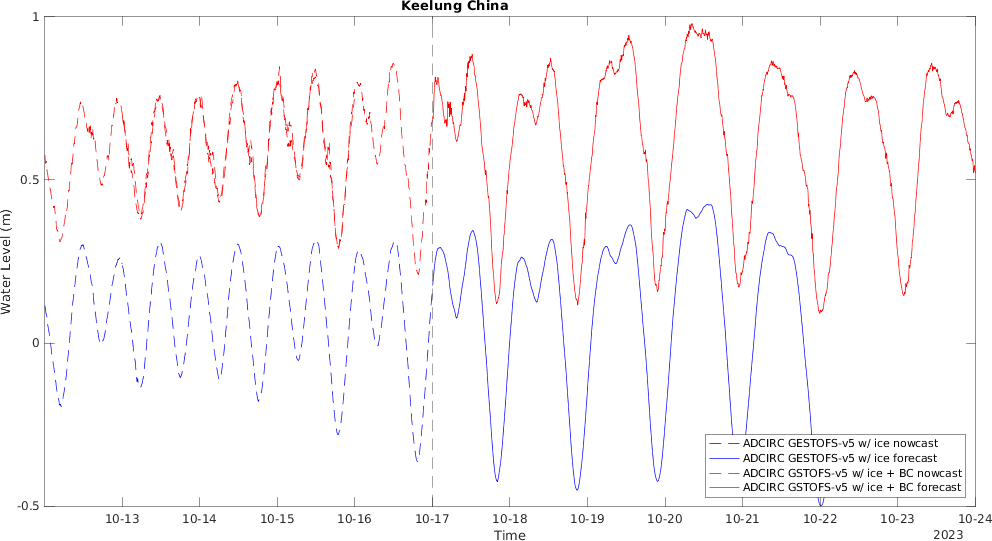 Keelung China
Water Level (m)
1
0.5
0
-0.5
ADCIRC GESTOFS-v5 w/ ice nowcast
ADCIRC GESTOFS-v5 w/ ice forecast
ADCIRC GSTOFS-v5 w/ ice + BC nowcast
ADCIRC GSTOFS-v5 w/ ice + BC forecast
10-13 10-14 10-15 10-16 10-17 10-18 10-19 10-20 10-21 10-22 10-23 10-24
Time
2023